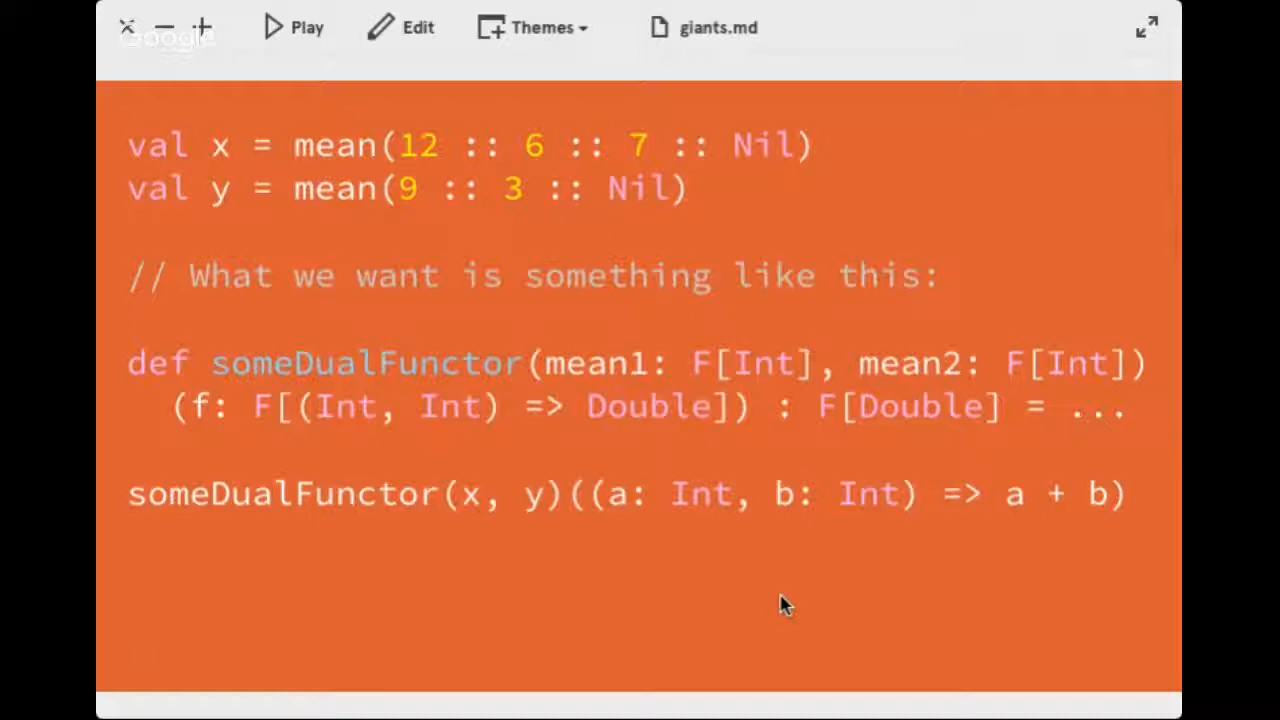 Play Edit Themes giants.md
Google
val x = mean(12 :: 6 :: 7 :: Nil)
val y = mean(9 :: 3 :: Nil)
// What we want is something like this:
def someDualFunctor(mean1: F[Int], mean2: F[Int])
(f: F[(Int, Int) => Double]) : F[Double] = ...
someDualFunctor(x, y)((a: Int, b: Int) => a + b)